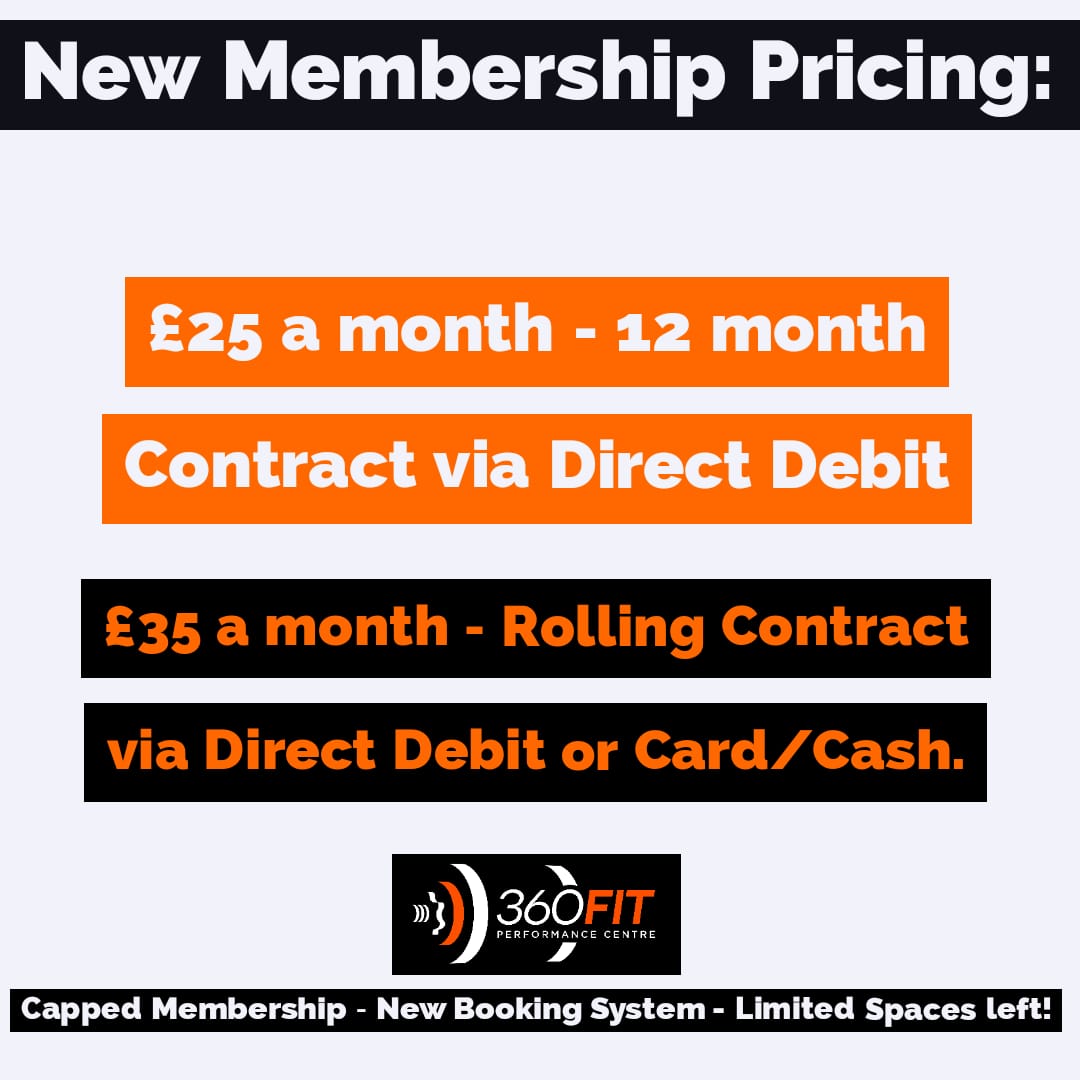 New Membership Pricing:
£25 a month - 12 month
Contract via Direct Debit
£35 a month - Rolling Contract
via Direct Debit or Card/Cash.
360FIT
PERFORMANCE CENTRE
Capped Membership - New Booking System - Limited Spaces left!